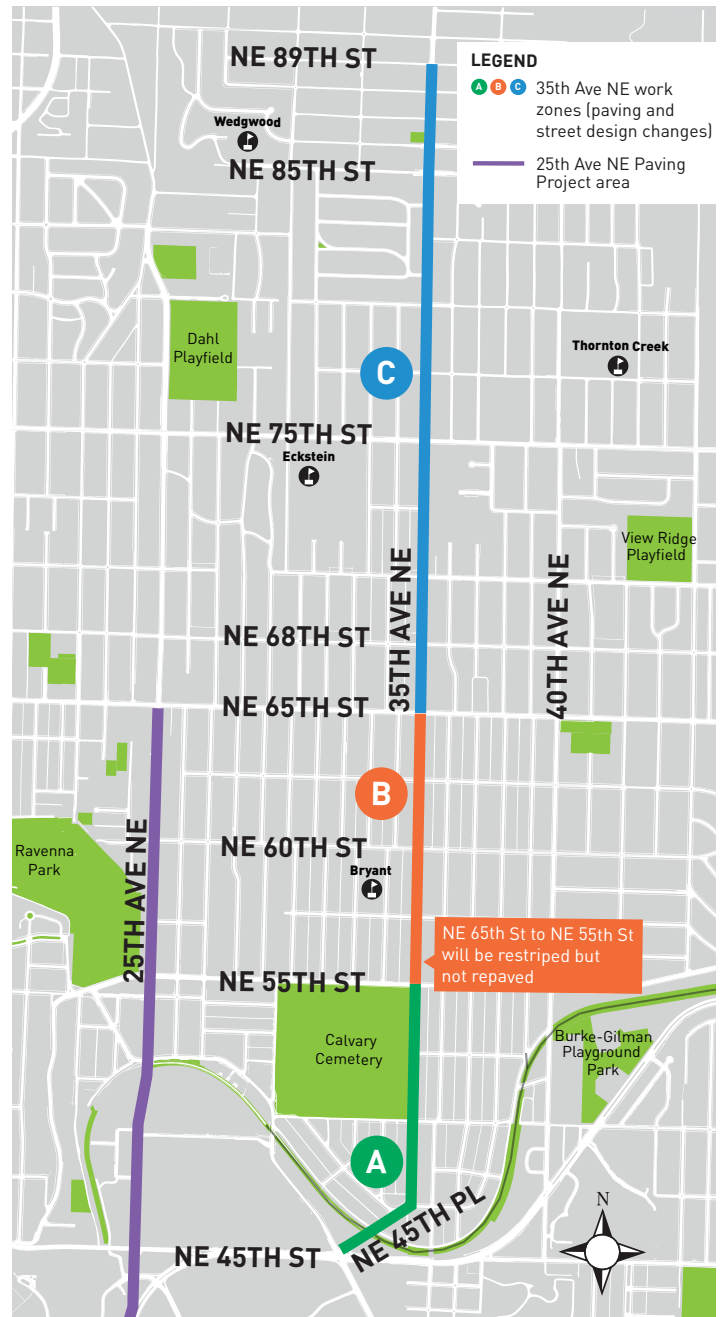 NE 89TH ST
LEGEND
A B C 35th Ave NE work
zones (paving and
street design changes)
25th Ave NE Paving
Project area
Wedgwood
NE 85TH ST
Dahl
Playfield
Thornton Creek
C
NE 75TH ST
Eckstein
View Ridge
Playfield
35TH AVE NE
40TH AVE NE
NE 68TH ST
NE 65TH ST
B
25TH AVE NE
NE 60TH ST
Ravenna
Park
Bryant
NE 65th St to NE 55th St
will be restriped but
not repaved
NE 55TH ST
Calvary
Cemetery
Burke-Gilman
Playground
Park
A
NE 45TH PL
N
NE 45TH ST